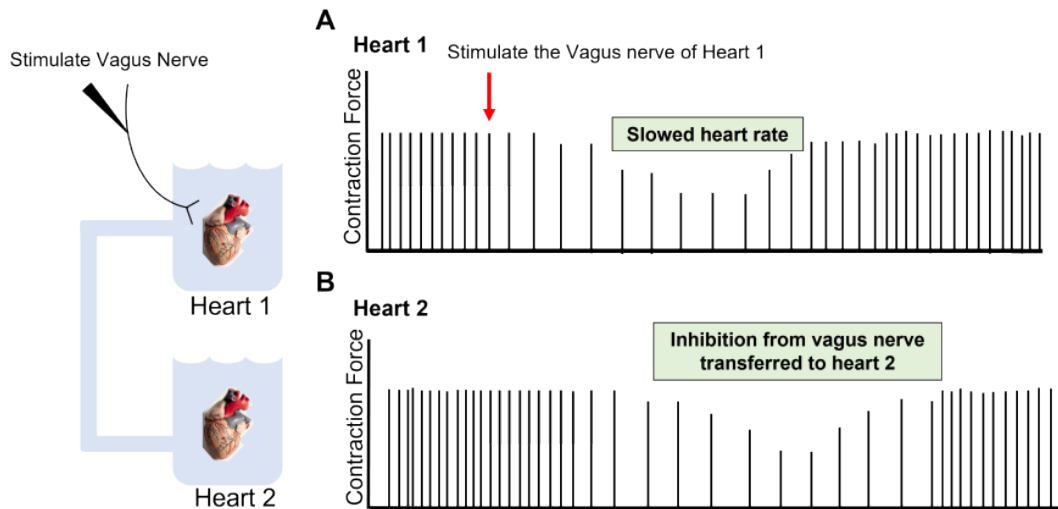 Stimulate Vagus Nerve
Heart 1
Heart 2
A
Heart 1
Stimulate the Vagus nerve of Heart 1
Slowed heart rate
Contraction Force
B
Heart 2
Inhibition from vagus nerve
transferred to heart 2
Contraction Force